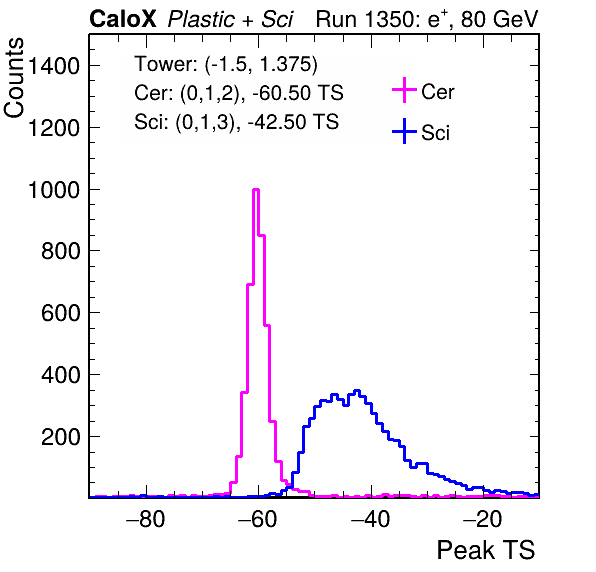 CaloX Plastic + Sci Run 1350: e⁺, 80 GeV
Tower: (-1.5, 1.375)
Cer: (0,1,2), -60.50 TS
Sci: (0,1,3), -42.50 TS
Cer
Sci
Counts
1400
1200
1000
800
600
400
200
−80 −60 −40 −20
Peak TS